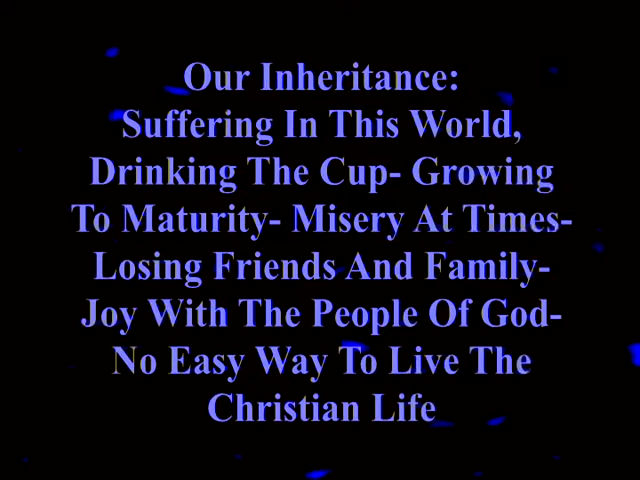 Our Inheritance:
Suffering In This World,
Drinking The Cup- Growing
To Maturity- Misery At Times-
Losing Friends And Family-
Joy With The People Of God-
No Easy Way To Live The
Christian Life